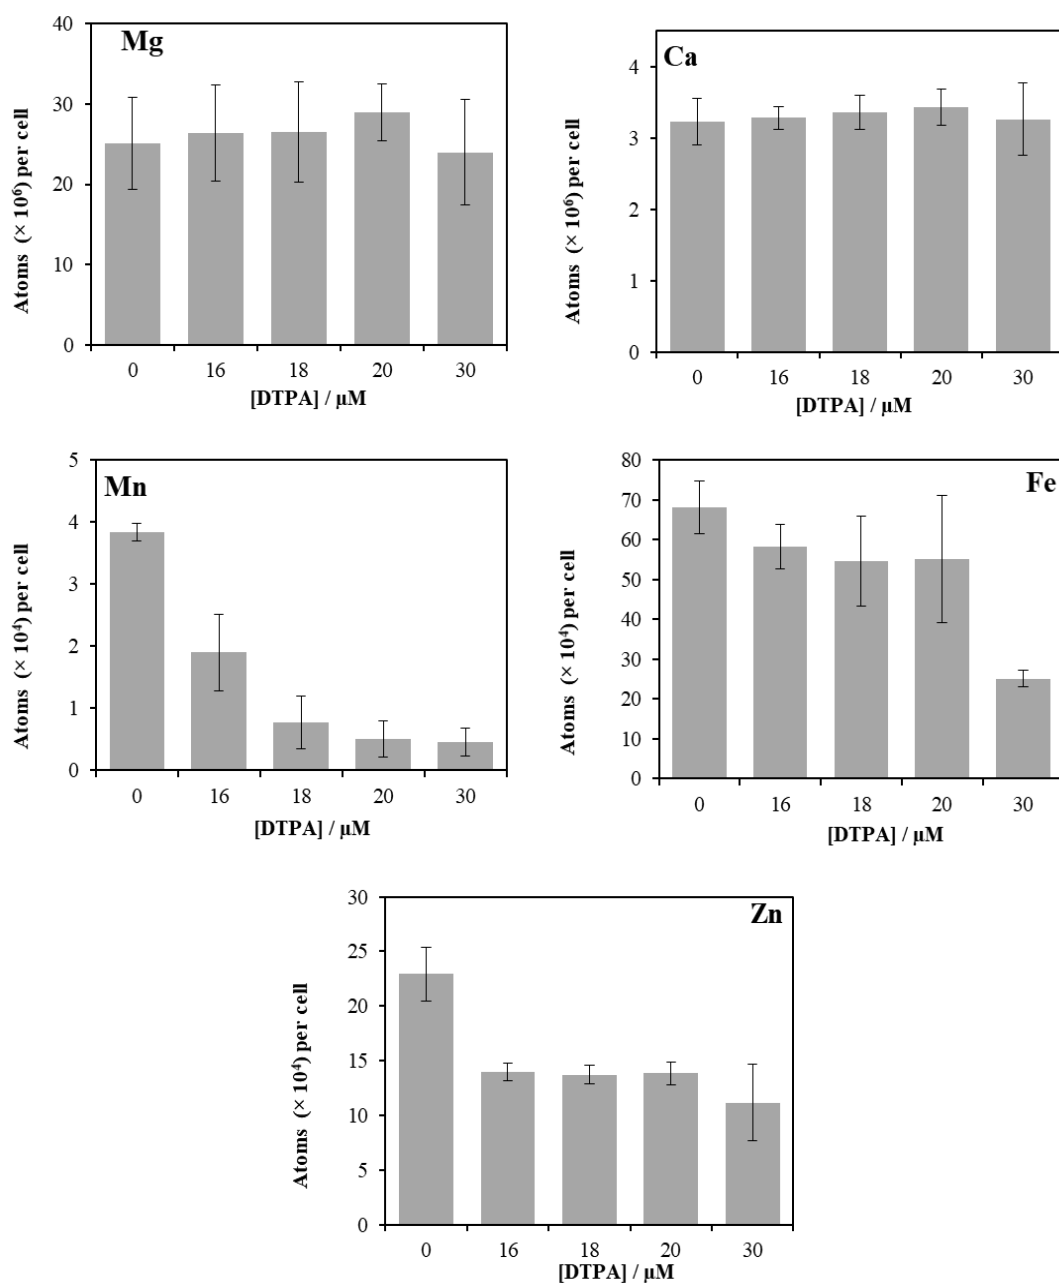 Mg
Atoms (× 10⁶) per cell
40
30
20
10
0
0 16 18 20 30
[DTPA] / μM
Ca
Atoms (× 10⁶) per cell
4
3
2
1
0
0 16 18 20 30
[DTPA] / μM
Mn
Atoms (× 10⁴) per cell
5
4
3
2
1
0
0 16 18 20 30
[DTPA] / μM
Fe
Atoms (× 10⁴) per cell
80
70
60
50
40
30
20
10
0
0 16 18 20 30
[DTPA] / μM
Zn
Atoms (× 10⁴) per cell
30
25
20
15
10
5
0
0 16 18 20 30
[DTPA] / μM